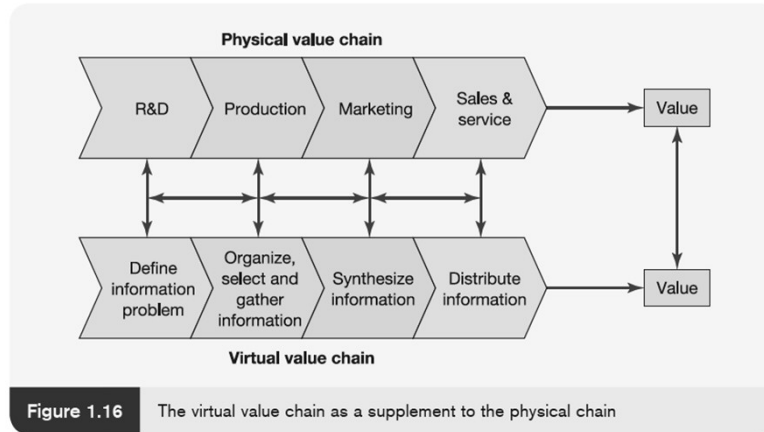 Physical value chain
R&D
Production
Marketing
Sales &
service
Value
Define
information
problem
Organize,
select and
gather
information
Synthesize
information
Distribute
information
Value
Virtual value chain
Figure 1.16 The virtual value chain as a supplement to the physical chain